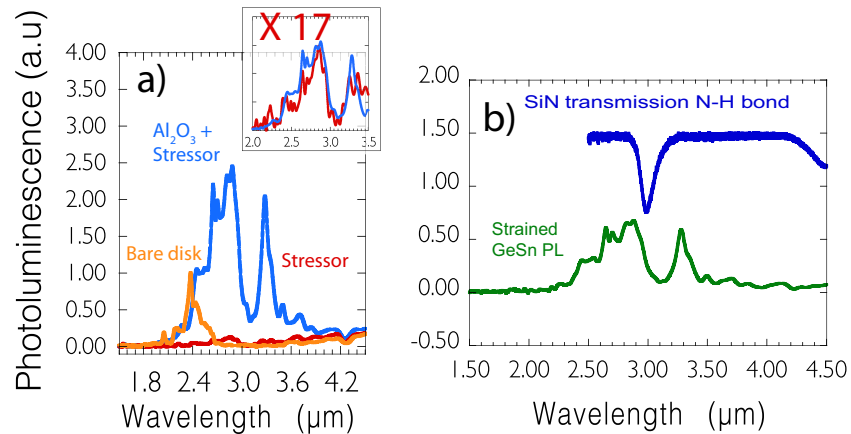 X 17
2.0 2.5 3.0 3.5
Photoluminescence (a.u)
4.00
3.50
3.00
2.50
2.00
1.50
1.00
0.50
0.00
a)
Al₂O₃ +
Stressor
Bare disk
Stressor
1.8 2.4 3.0 3.6 4.2
Wavelength (µm)
2.00
1.50
1.00
0.50
0.00
-0.50
b)
SiN transmission N-H bond
Strained
GeSn PL
1.50 2.00 2.50 3.00 3.50 4.00 4.50
Wavelength (µm)